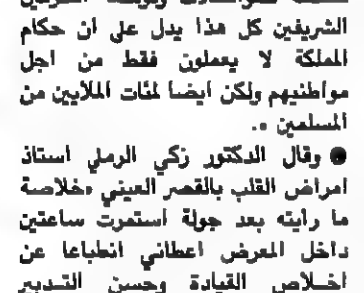 الشريفين كل هذا يدل على ان حكام
المملكة لا يعملون فقط من اجل
مواطنيهم ولكن ايضا لمئات الملايين من
المسلمين ».
● وقال الدكتور زكي الرملي استاذ
امراض القلب بالقصر العيني «خلاصة
ما رايته بعد جولة استمرت ساعتين
داخل المعرض اعطاني انطباعا عن
اخلاص القيادة وحسن التدبير